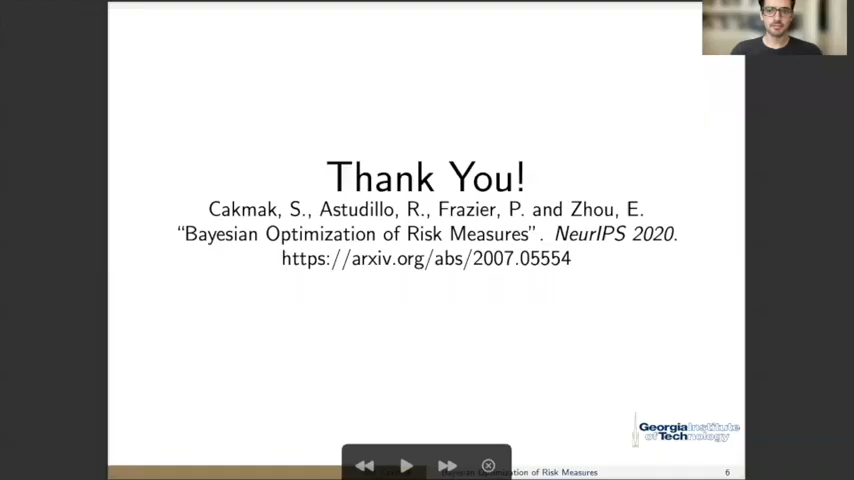 Thank You!
Cakmak, S., Astudillo, R., Frazier, P. and Zhou, E.
“Bayesian Optimization of Risk Measures”. NeurIPS 2020.
https://arxiv.org/abs/2007.05554
Georgia Institute
of Technology
Bayesian Optimization of Risk Measures
6